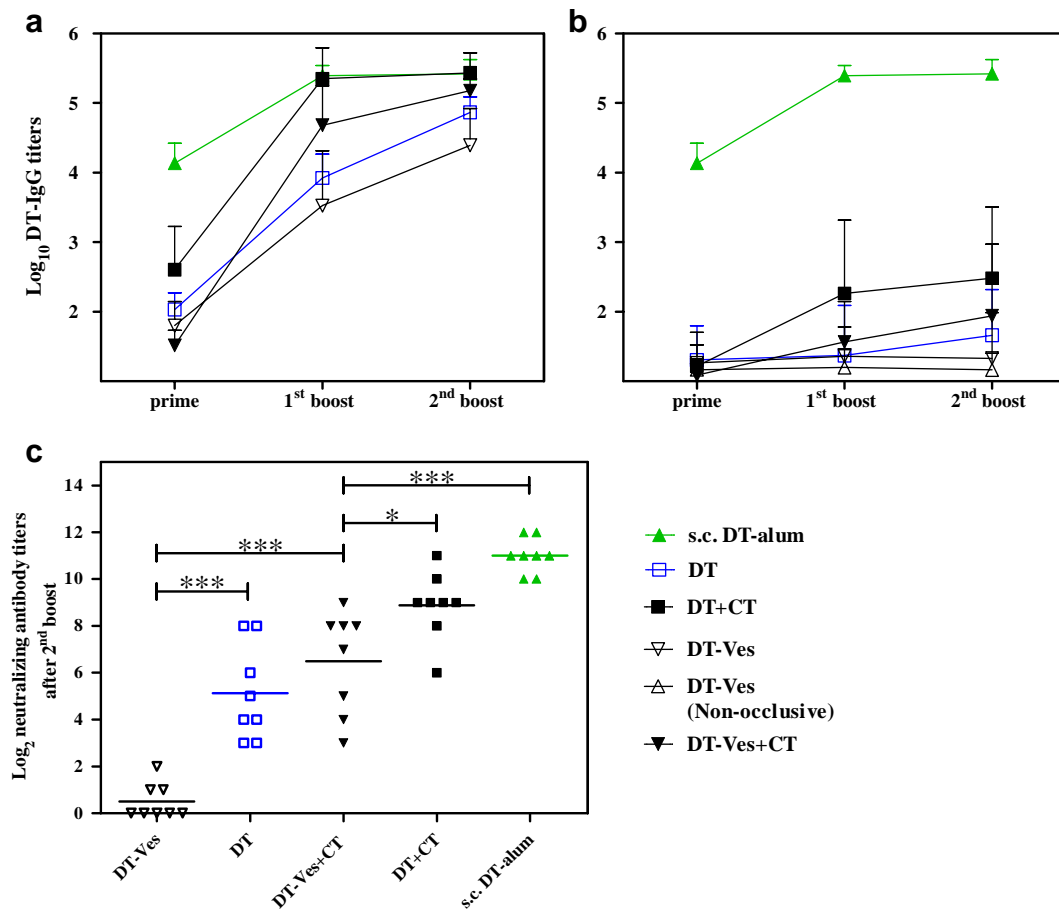 a
b
6
5
4
3
2
Log10 DT-IgG titers
prime
1st boost
2nd boost
6
5
4
3
2
prime
1st boost
2nd boost
c
14
12
10
8
6
4
2
0
Log2 neutralizing antibody titers
after 2nd boost
***
*
***
***
DT-Ves
DT
DT-Ves+CT
DT+CT
s.c. DT-alum
s.c. DT-alum
DT
DT+CT
DT-Ves
DT-Ves
(Non-occlusive)
DT-Ves+CT